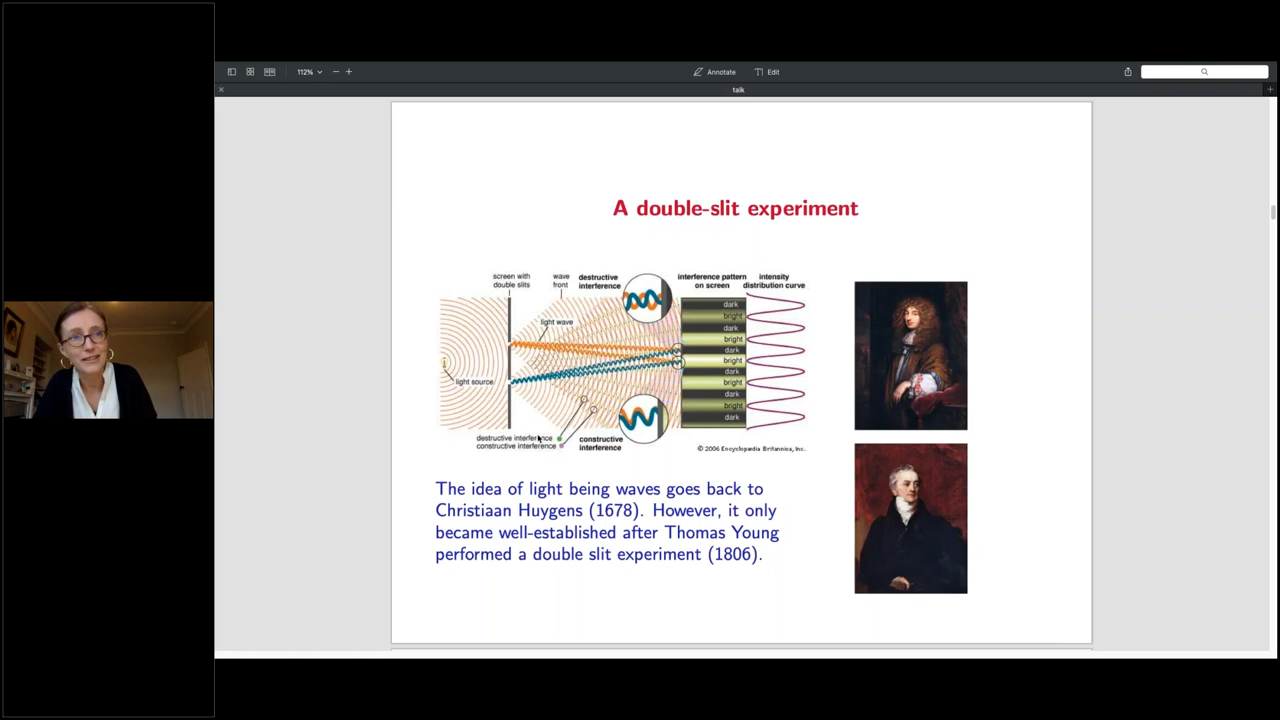 112%
Annotate
Edit
talk
A double-slit experiment
screen with
double slits
wave
front
destructive
interference
interference pattern
on screen
intensity
distribution curve
light wave
light source
dark
bright
dark
bright
dark
bright
dark
bright
dark
bright
dark
destructive interference
constructive interference
constructive
interference
© 2006 Encyclopædia Britannica, Inc.
The idea of light being waves goes back to
Christiaan Huygens (1678). However, it only
became well-established after Thomas Young
performed a double slit experiment (1806).